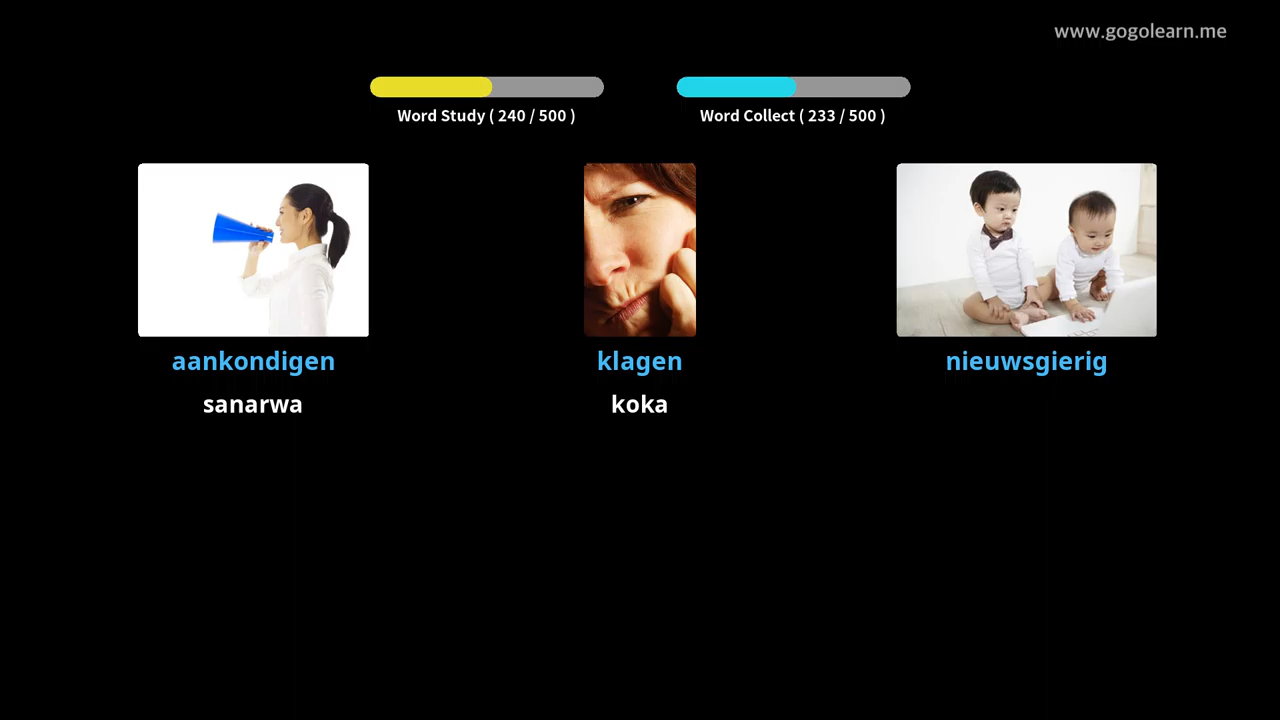 www.gogolearn.me
Word Study ( 240 / 500 )
Word Collect ( 233 / 500 )
aankondigen
klagen
nieuwsgierig
sanarwa
koka